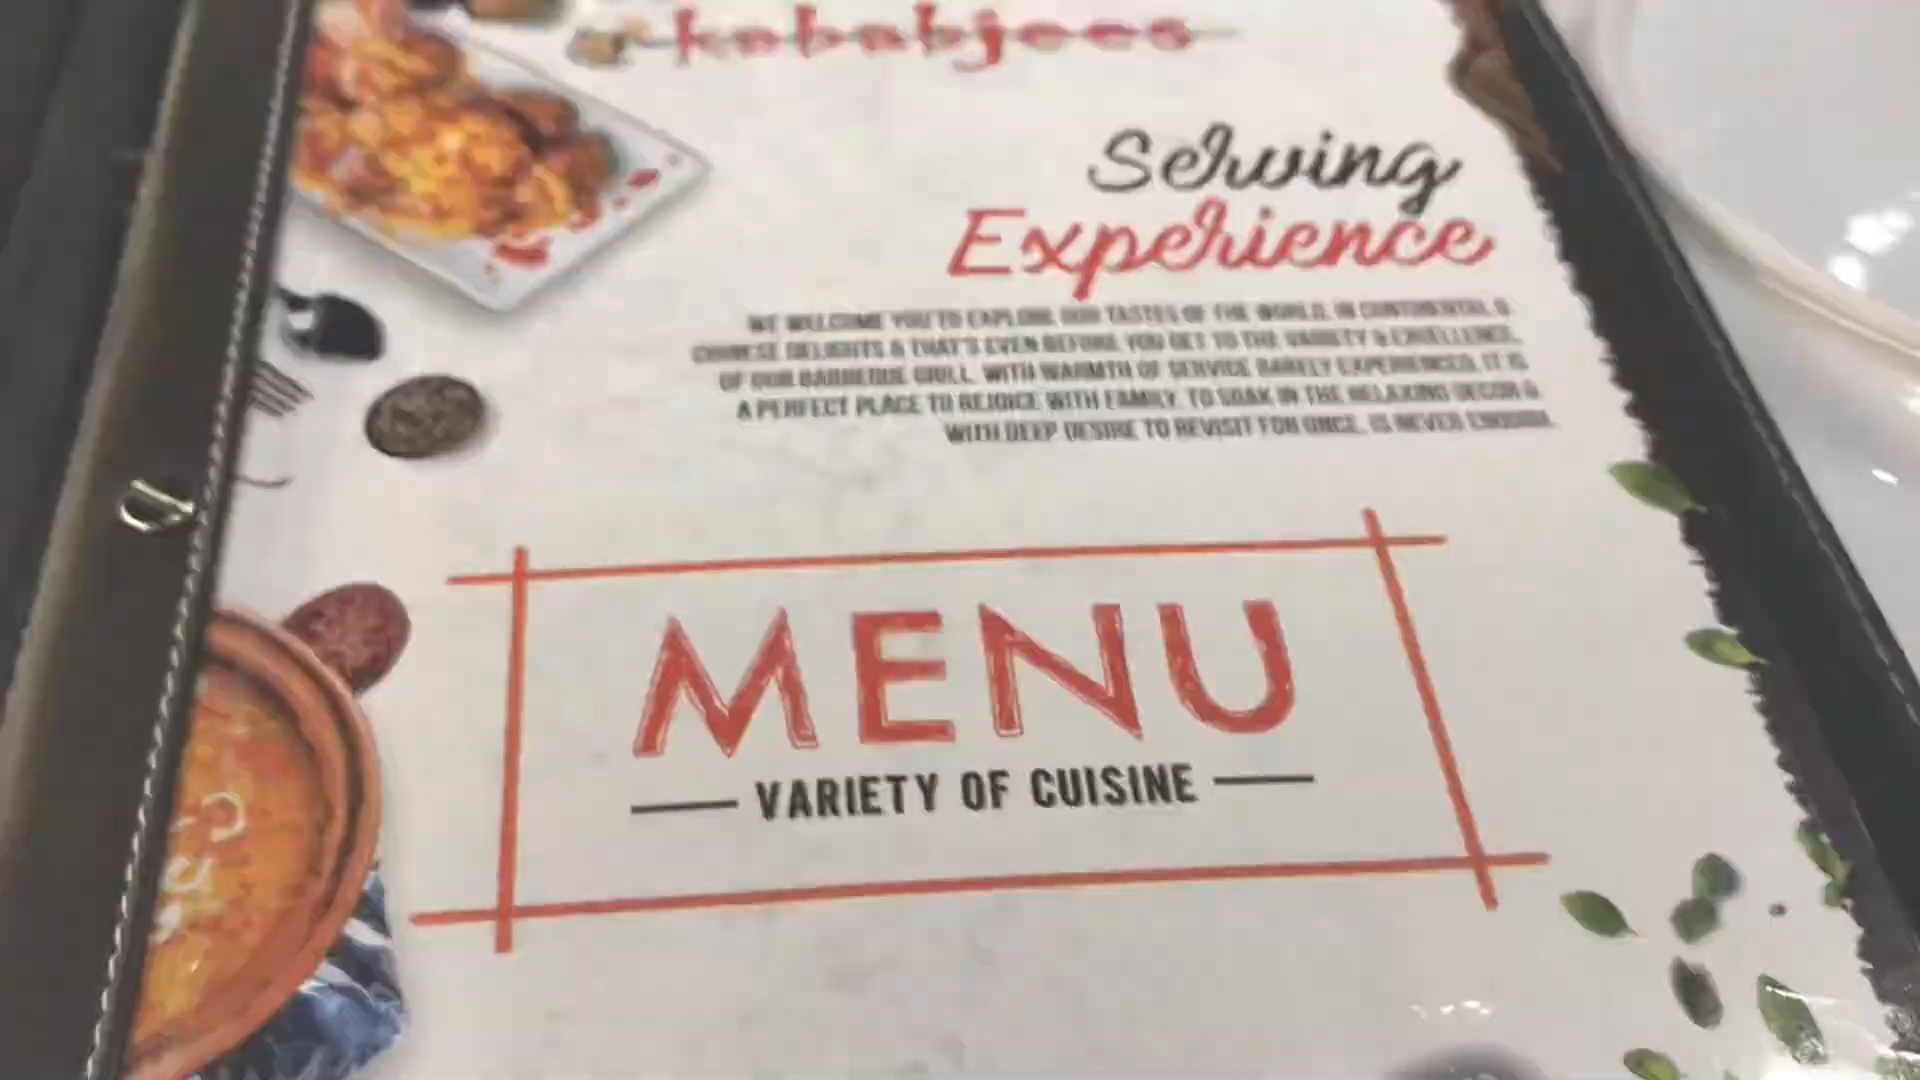 kababjees
Serving
Experience
WE WELCOME YOU TO EXPLORE OUR TASTES OF THE WORLD, IN CONTINENTAL &
CHINESE DELIGHTS & THAT'S EVEN BEFORE YOU GET TO THE VARIETY & EXCELLENCE,
OF OUR BARBEQUE GRILL. WITH WARMTH OF SERVICE RARELY EXPERIENCED, IT IS
A PERFECT PLACE TO REJOICE WITH FAMILY. TO SOAK IN THE RELAXING DECOR &
WITH DEEP DESIRE TO REVISIT FOR ONCE, IS NEVER ENOUGH.
MENU
VARIETY OF CUISINE